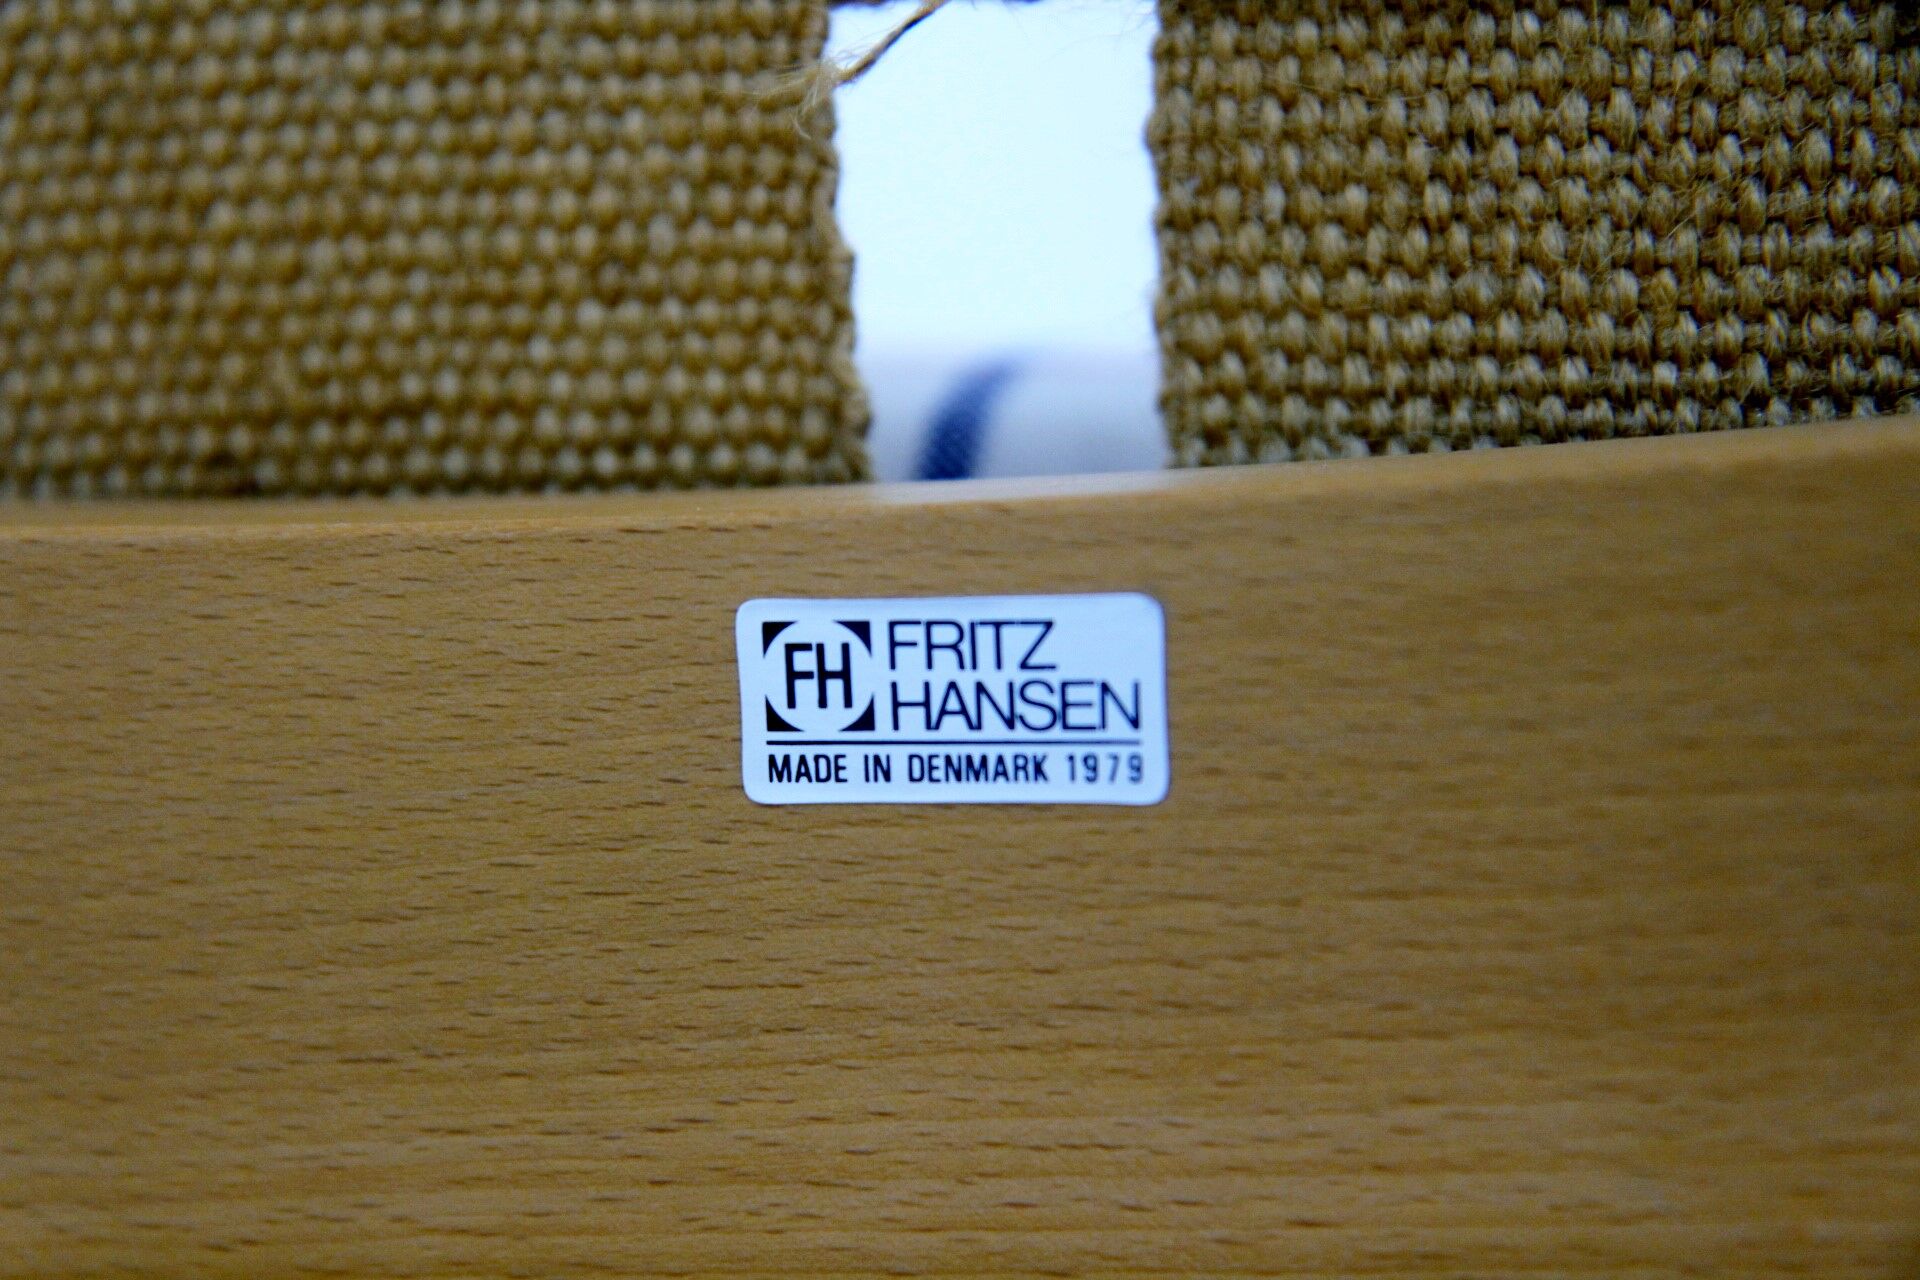 FH FRITZ
HANSEN
MADE IN DENMARK 1979